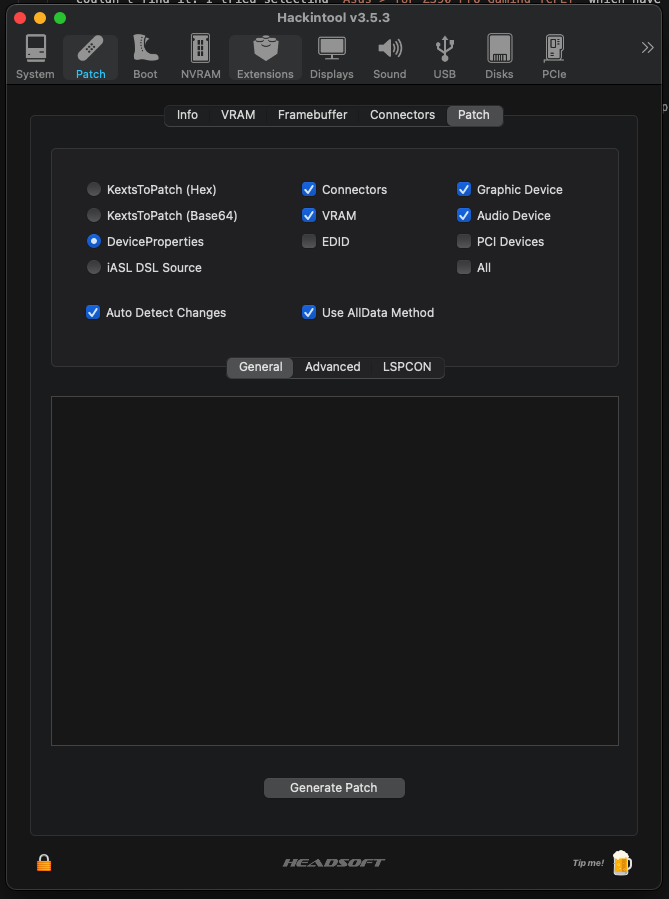 Hackintool v3.5.3
System Patch Boot NVRAM Extensions Displays Sound USB Disks PCIe
Info VRAM Framebuffer Connectors Patch
KextsToPatch (Hex) Connectors Graphic Device
KextsToPatch (Base64) VRAM Audio Device
DeviceProperties EDID PCI Devices
iASL DSL Source All
Auto Detect Changes Use AllData Method
General Advanced LSPCON
Generate Patch
HEADSOFT Tip me!